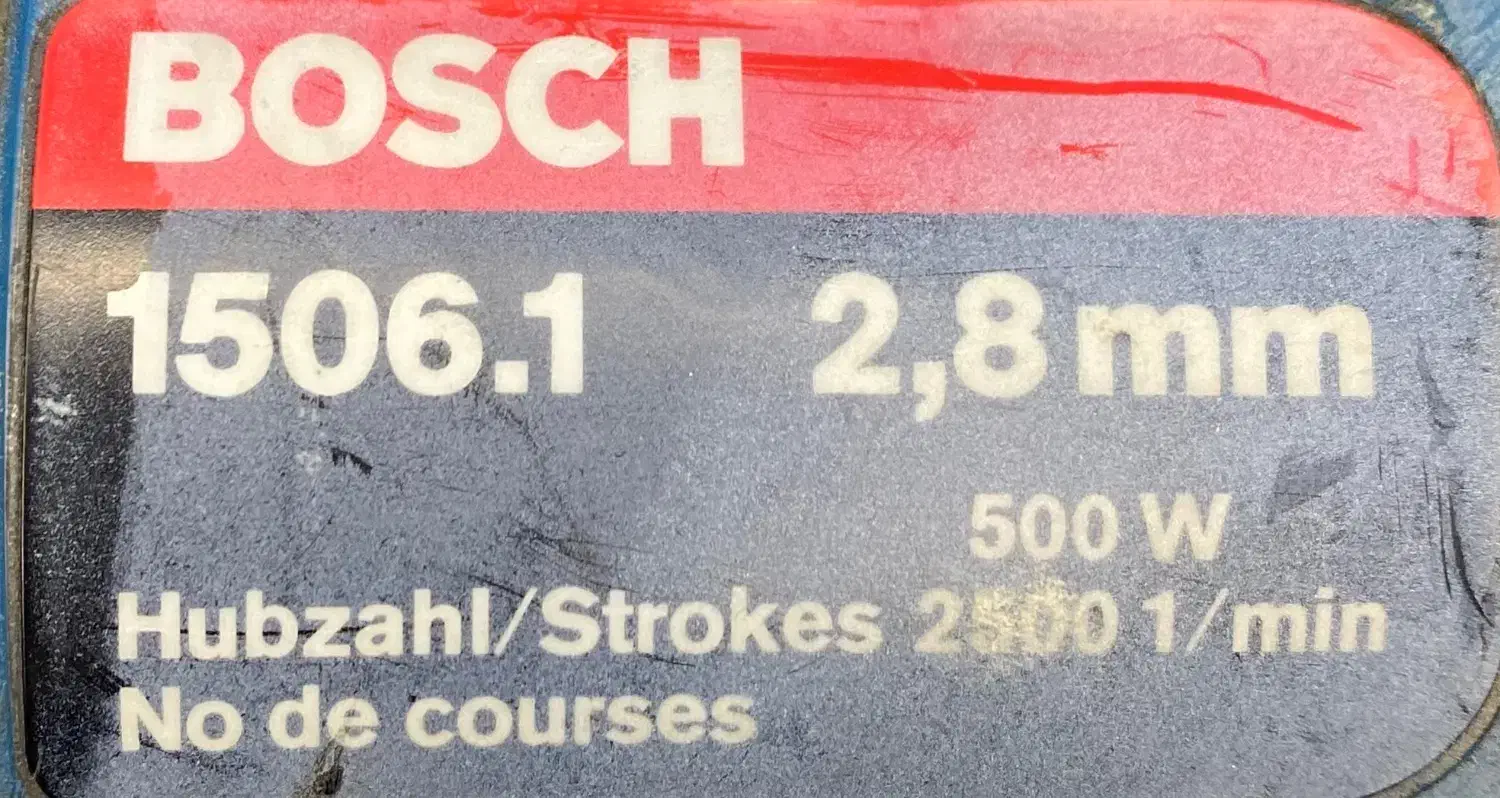 BOSCH
1506.1 2,8 mm
500 W
Hubzahl/Strokes 1/min
No de courses